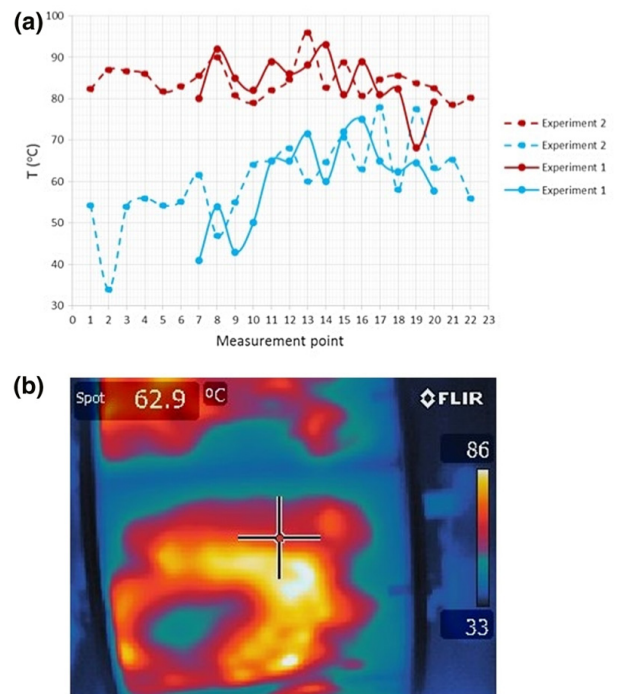 (a)
100
90
80
70
60
50
40
30
T (°C)
0 1 2 3 4 5 6 7 8 9 10 11 12 13 14 15 16 17 18 19 20 21 22 23
Measurement point
Experiment 2
Experiment 2
Experiment 1
Experiment 1
(b)
Spot 62.9 °C
FLIR
86
33